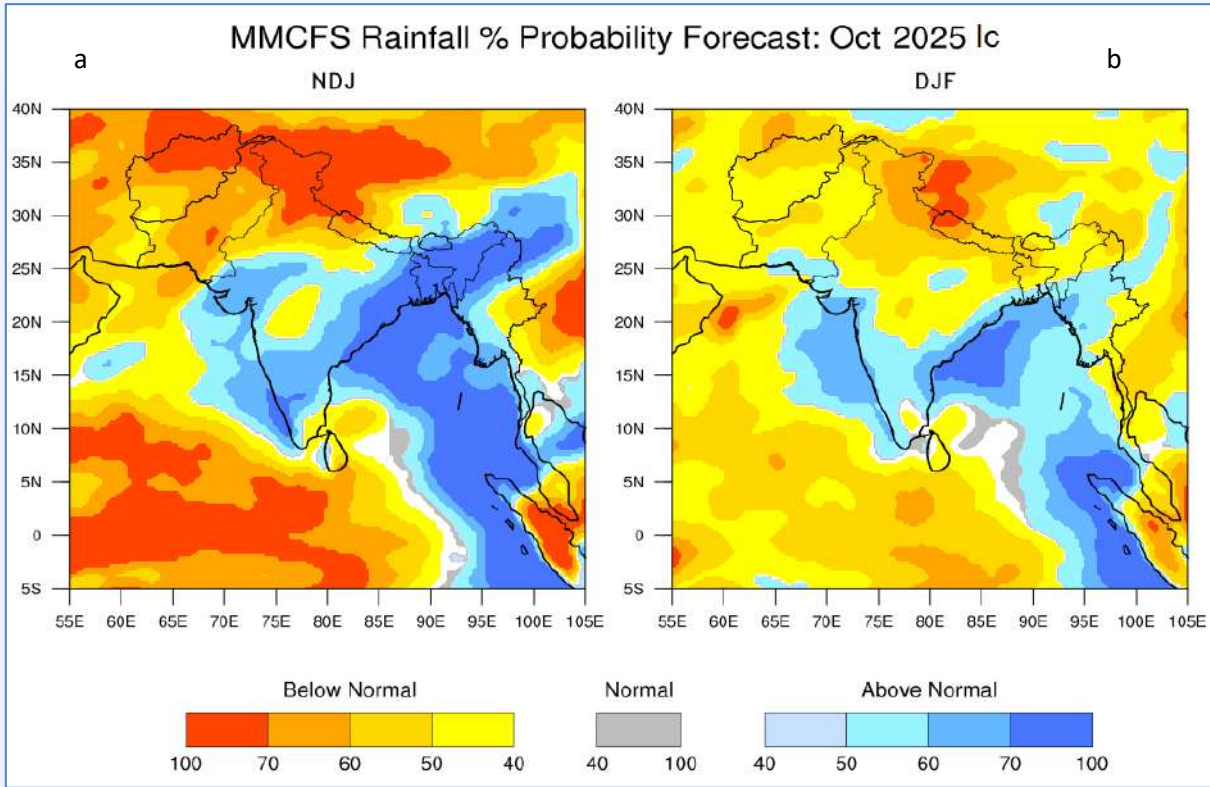 MMCFS Rainfall % Probability Forecast: Oct 2025 Ic
a
b
NDJ
DJF
40N
35N
30N
25N
20N
15N
10N
5N
0
5S
55E 60E 65E 70E 75E 80E 85E 90E 95E 100E 105E
40N
35N
30N
25N
20N
15N
10N
5N
0
5S
55E 60E 65E 70E 75E 80E 85E 90E 95E 100E 105E
Below Normal
Normal
Above Normal
100 70 60 50 40
40 100
40 50 60 70 100